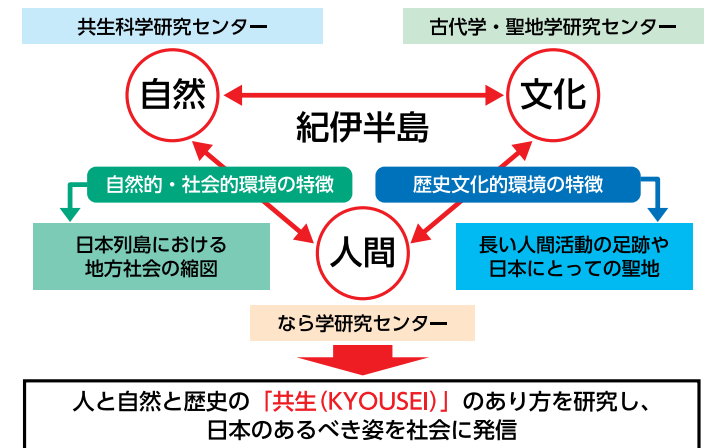 共生科学研究センター
古代学・聖地学研究センター
自然
文化
紀伊半島
自然的・社会的環境の特徴
歴史文化的環境の特徴
日本列島における
地方社会の縮図
人間
長い人間活動の足跡や
日本にとっての聖地
なら学研究センター
人と自然と歴史の「共生(KYOUSEI)」のあり方を研究し、
日本のあるべき姿を社会に発信